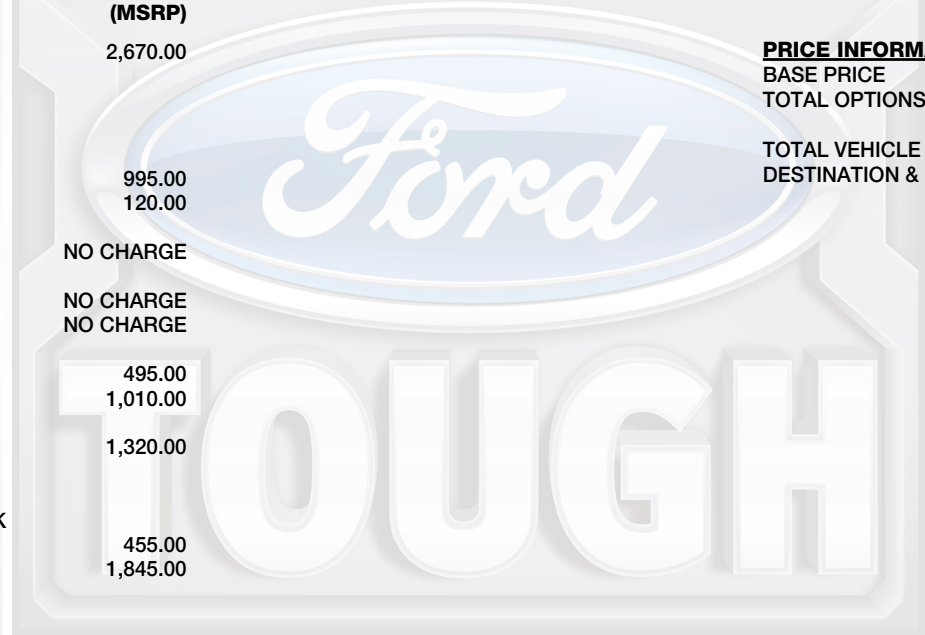 (MSRP)
2,670.00
995.00
120.00
NO CHARGE
NO CHARGE
NO CHARGE
495.00
1,010.00
1,320.00
K
455.00
1,845.00
PRICE INFORMA
BASE PRICE
TOTAL OPTIONS
TOTAL VEHICLE
DESTINATION &
Ford
TOUGH